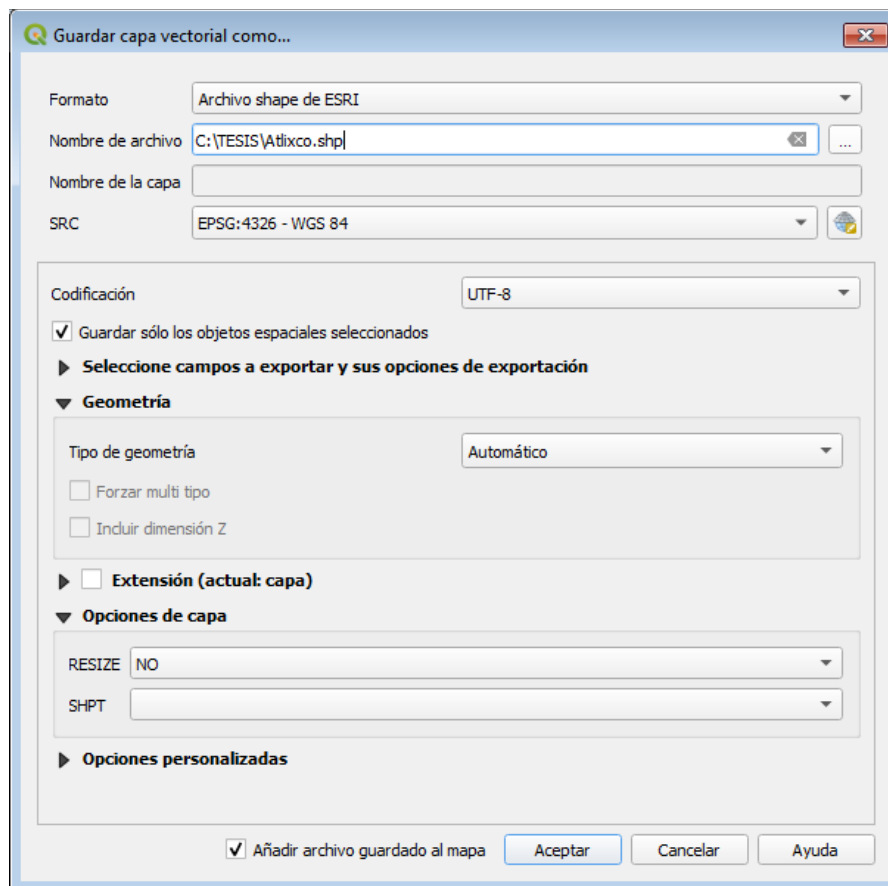 Guardar capa vectorial como...
Formato Archivo shape de ESRI
Nombre de archivo C:\TESIS\Atlixco.shp ...
Nombre de la capa
SRC EPSG:4326 - WGS 84
Codificación UTF-8
Guardar sólo los objetos espaciales seleccionados
Seleccione campos a exportar y sus opciones de exportación
Geometría
Tipo de geometría Automático
Forzar multi tipo
Incluir dimensión Z
Extensión (actual: capa)
Opciones de capa
RESIZE NO
SHPT
Opciones personalizadas
Añadir archivo guardado al mapa Aceptar Cancelar Ayuda